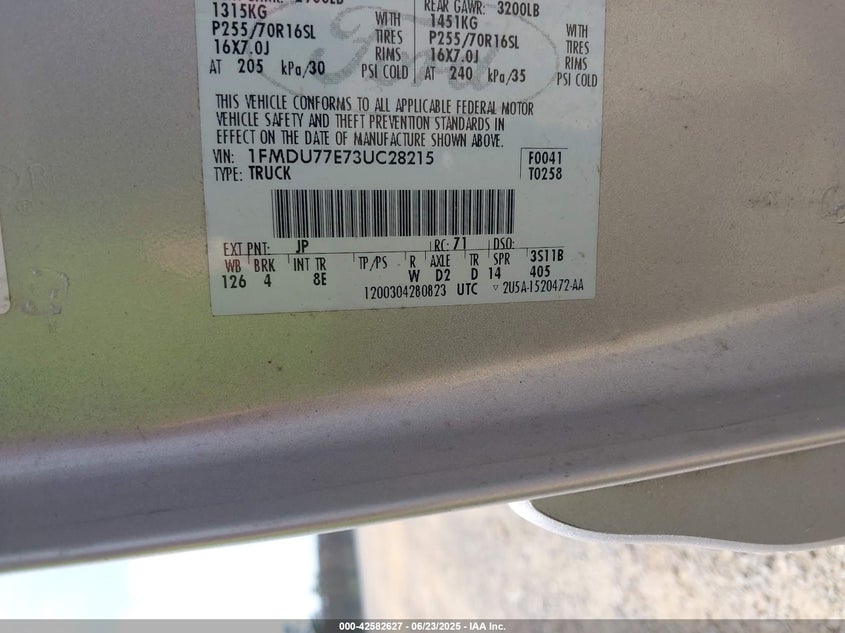 3200LB
REAR GAWR:
1315KG WITH 1451KG WITH
P255/70R16SL TIRES P255/70R16SL TIRES
16X7.0J RIMS 16X7.0J RIMS
AT 205 kPa/30 PSI COLD AT 240 kPa/35 PSI COLD
Ford
THIS VEHICLE CONFORMS TO ALL APPLICABLE FEDERAL MOTOR
VEHICLE SAFETY AND THEFT PREVENTION STANDARDS IN
EFFECT ON THE DATE OF MANUFACTURE SHOWN ABOVE.
VIN: 1FMDU77E73UC28215 F0041
TYPE: TRUCK T0258
EXT PNT: JP RC: 71 DSO:
WB BRK INT TR TP/PS R AXLE TR SPR 3S11B
126 4 8E W D2 D 14 405
1200304280823 UTC ▽ 2U5A-1520472-AA
000-42582627 - 06/23/2025 - IAA Inc.